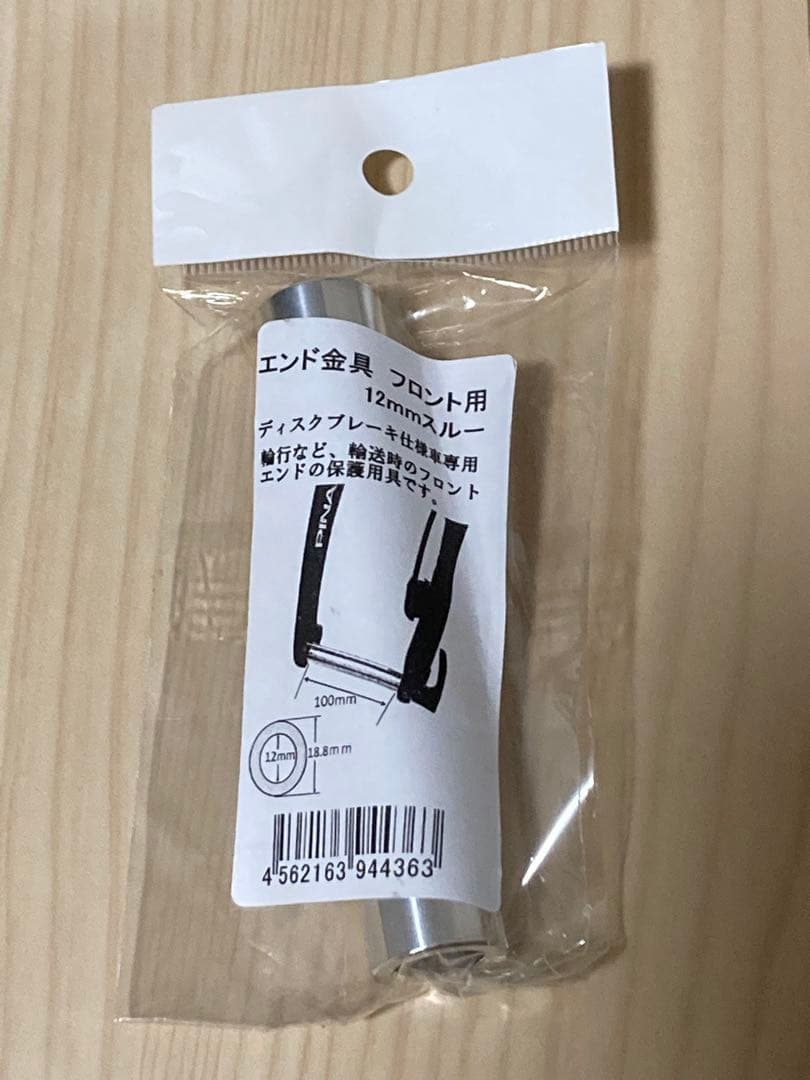 エンド金具 フロント用
12mmスルー
ディスクブレーキ仕様車専用
輪行など、輸送時のフロント
エンドの保護用具です。
PINA
100mm
12mm
18.8mm
4562163944363